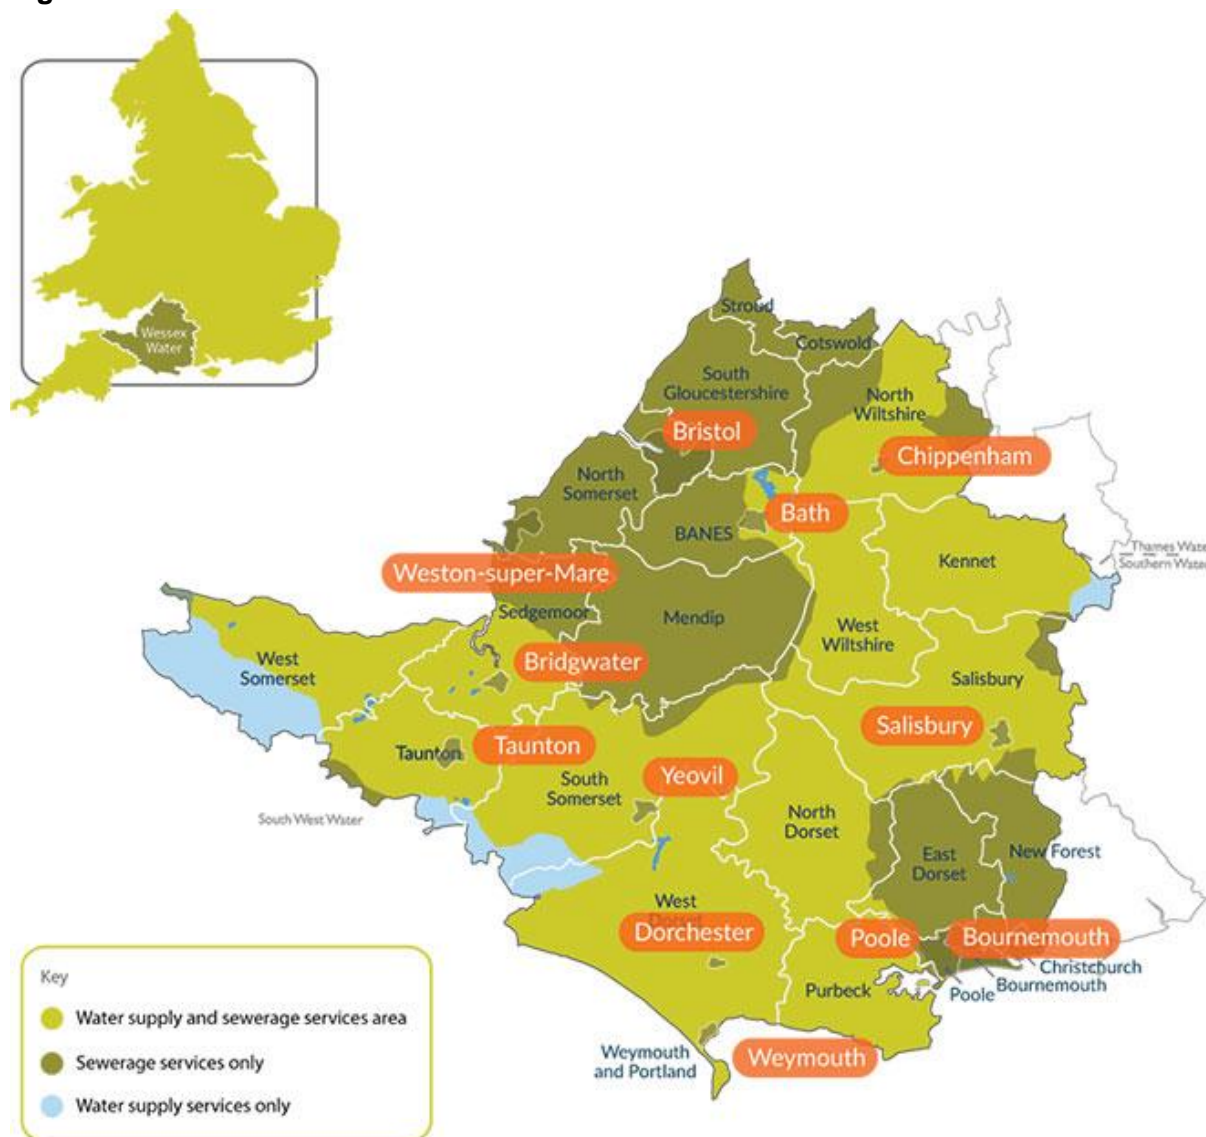 Wessex
Water
Stroud
Cotswold
South
Gloucestershire
North
Wiltshire
Bristol
Chippenham
North
Somerset
Bath
BANES
Thames Water
Southern Water
Kennet
Weston-super-Mare
Sedgemoor
Mendip
West
Wiltshire
Bridgwater
West
Somerset
Salisbury
Salisbury
Taunton
Taunton
Yeovil
South
Somerset
North
Dorset
South West Water
East
Dorset
New Forest
West
Dorset
Dorchester
Poole
Bournemouth
Christchurch
Bournemouth
Poole
Purbeck
Weymouth
and Portland
Weymouth
Key
Water supply and sewerage services area
Sewerage services only
Water supply services only